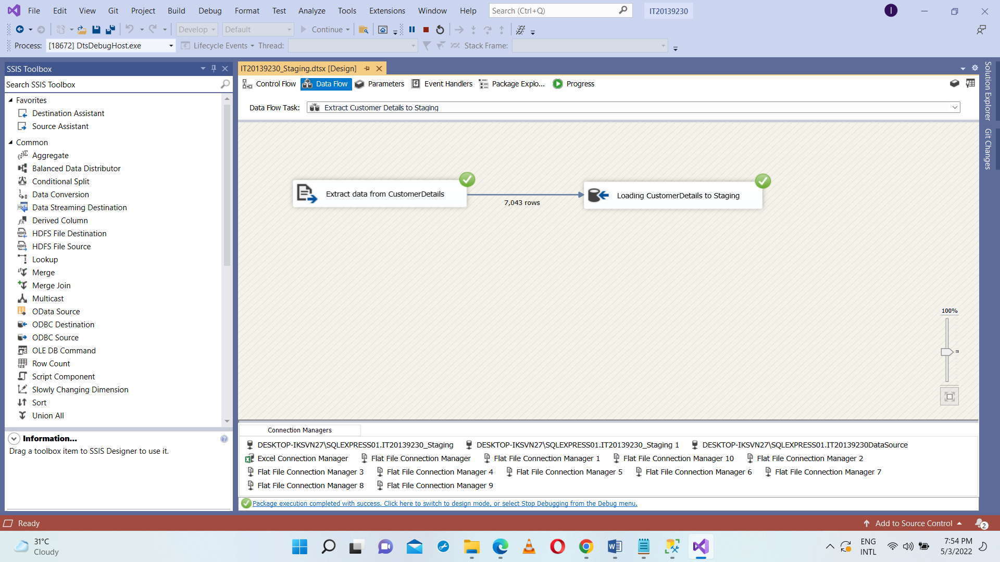 File Edit View Git Project Build Debug Format Test Analyze Tools Extensions Window Help Search (Ctrl+Q) IT20139230 I
Develop Default Continue
Process: [18672] DtsDebugHost.exe Lifecycle Events Thread: Stack Frame:
SSIS Toolbox
Search SSIS Toolbox
Favorites
Destination Assistant
Source Assistant
Common
Aggregate
Balanced Data Distributor
Conditional Split
Data Conversion
Data Streaming Destination
Derived Column
HDFS File Destination
HDFS File Source
Lookup
Merge
Merge Join
Multicast
OData Source
ODBC Destination
ODBC Source
OLE DB Command
Row Count
Script Component
Slowly Changing Dimension
Sort
Union All
Information...
Drag a toolbox item to SSIS Designer to use it.
IT20139230_Staging.dtsx [Design]
Control Flow Data Flow Parameters Event Handlers Package Explo... Progress
Data Flow Task: Extract Customer Details to Staging
Extract data from CustomerDetails
7,043 rows
Loading CustomerDetails to Staging
100%
Connection Managers
DESKTOP-IKSVN27\SQLEXPRESS01.IT20139230_Staging DESKTOP-IKSVN27\SQLEXPRESS01.IT20139230_Staging 1 DESKTOP-IKSVN27\SQLEXPRESS01.IT20139230DataSource
Excel Connection Manager Flat File Connection Manager Flat File Connection Manager 1 Flat File Connection Manager 10 Flat File Connection Manager 2
Flat File Connection Manager 3 Flat File Connection Manager 4 Flat File Connection Manager 5 Flat File Connection Manager 6 Flat File Connection Manager 7
Flat File Connection Manager 8 Flat File Connection Manager 9
Package execution completed with success. Click here to switch to design mode, or select Stop Debugging from the Debug menu.
Solution Explorer
Git Changes
Ready Add to Source Control 2
31°C
Cloudy
ENG
INTL
7:54 PM
5/3/2022